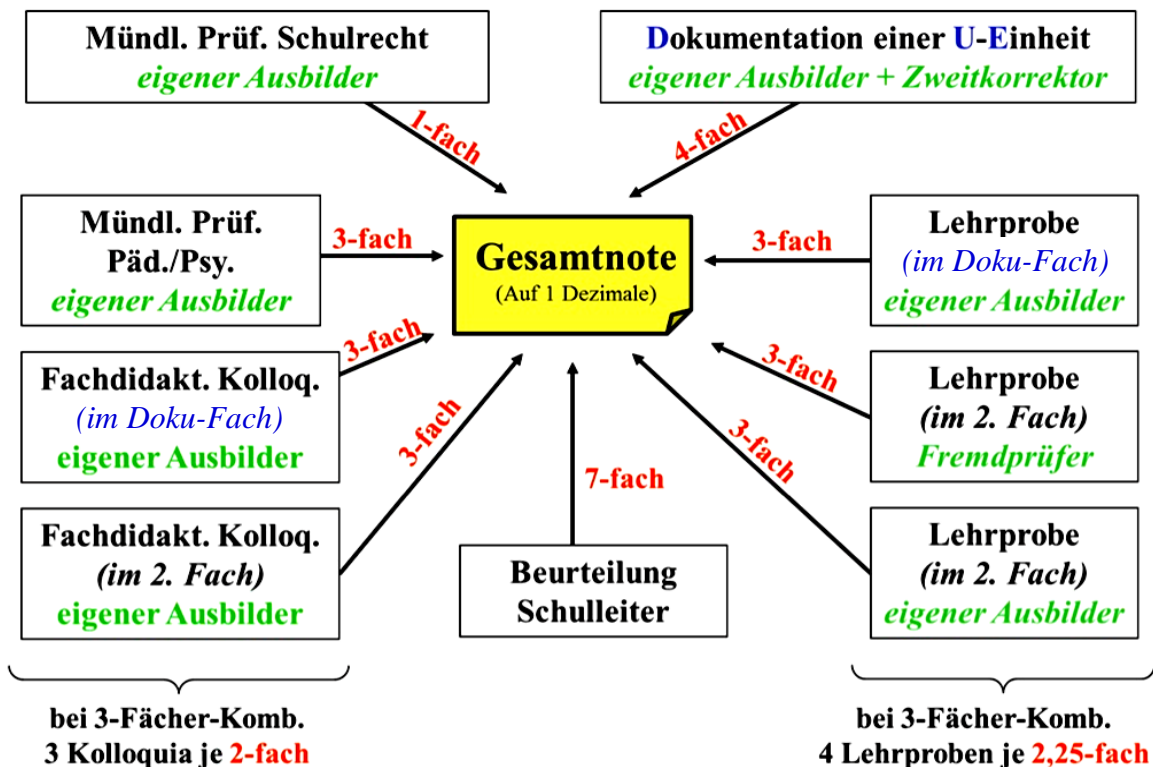 Mündl. Prüf. Schulrecht
eigener Ausbilder
Dokumentation einer U-Einheit
eigener Ausbilder + Zweitkorrektor
1-fach
4-fach
Mündl. Prüf.
Päd./Psy.
eigener Ausbilder
3-fach
Gesamtnote
(Auf 1 Dezimale)
3-fach
Lehrprobe
(im Doku-Fach)
eigener Ausbilder
Fachdidakt. Kolloq.
(im Doku-Fach)
eigener Ausbilder
3-fach
3-fach
Lehrprobe
(im 2. Fach)
Fremdprüfer
Fachdidakt. Kolloq.
(im 2. Fach)
eigener Ausbilder
3-fach
7-fach
Beurteilung
Schulleiter
3-fach
Lehrprobe
(im 2. Fach)
eigener Ausbilder
bei 3-Fächer-Komb.
3 Kolloquia je 2-fach
bei 3-Fächer-Komb.
4 Lehrproben je 2,25-fach